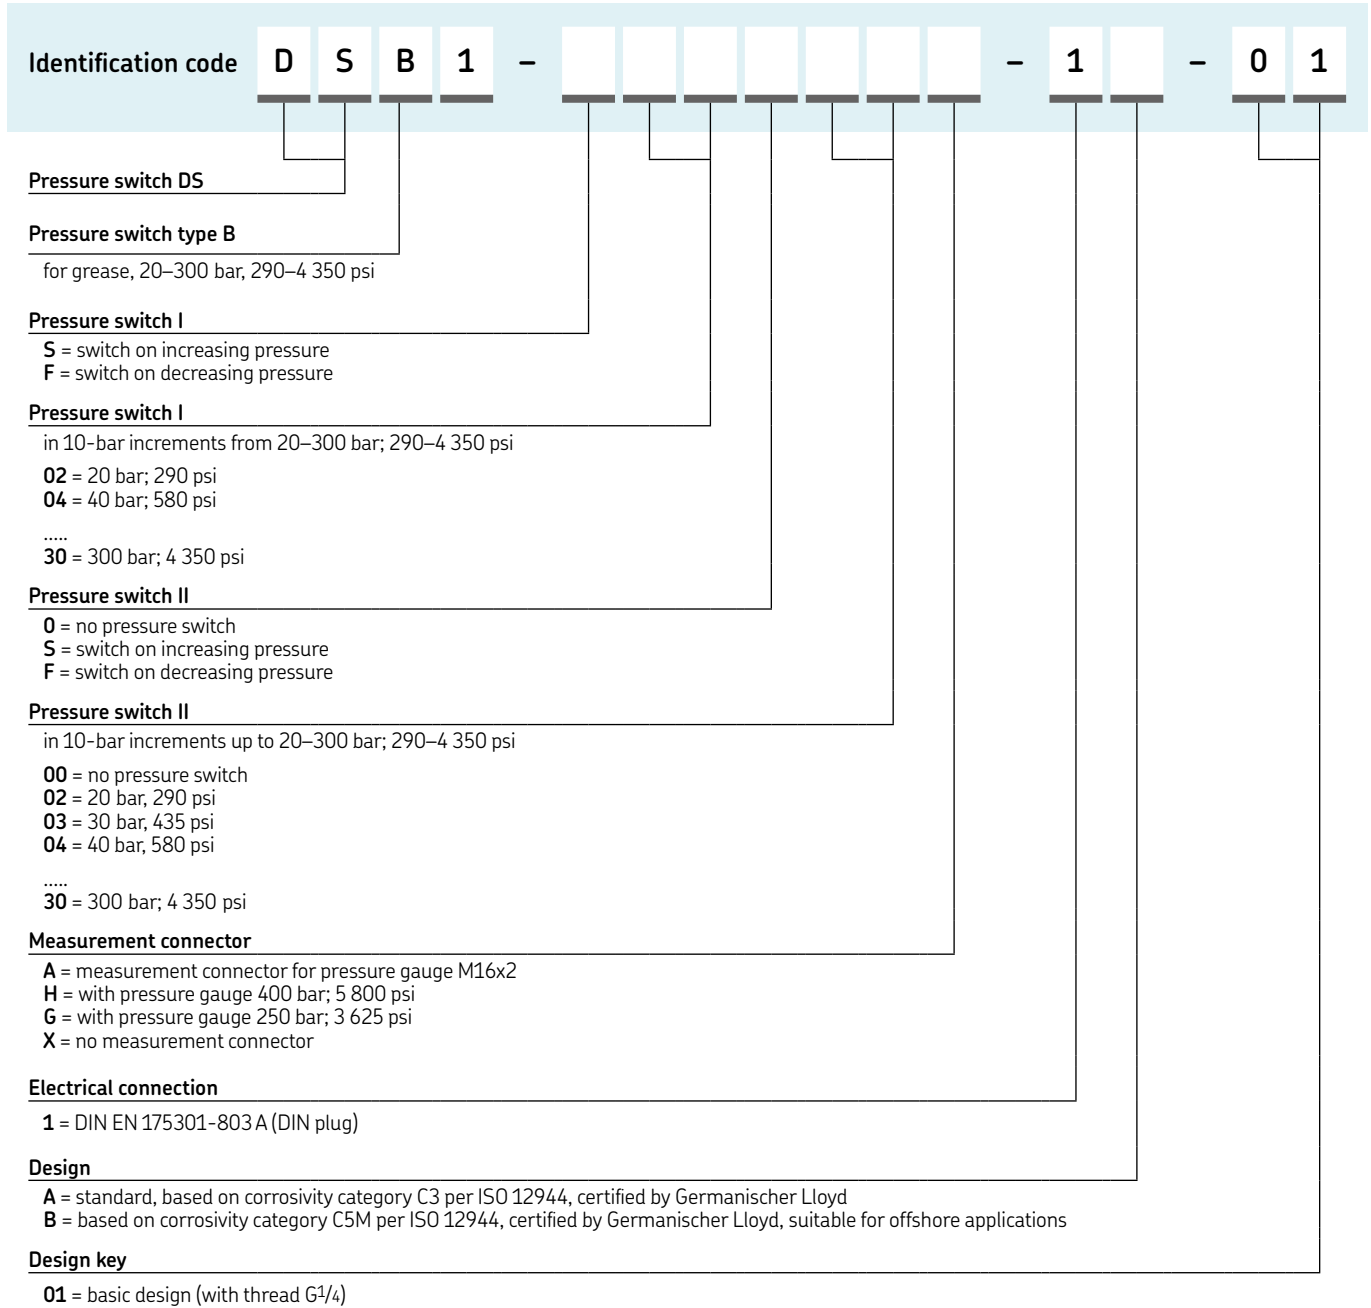 Identification code D S B 1 – – 1 – 0 1
Pressure switch DS
Pressure switch type B
for grease, 20–300 bar, 290–4 350 psi
Pressure switch I
S = switch on increasing pressure
F = switch on decreasing pressure
Pressure switch I
in 10-bar increments from 20–300 bar; 290–4 350 psi
02 = 20 bar; 290 psi
04 = 40 bar; 580 psi
.....
30 = 300 bar; 4 350 psi
Pressure switch II
0 = no pressure switch
S = switch on increasing pressure
F = switch on decreasing pressure
Pressure switch II
in 10-bar increments up to 20–300 bar; 290–4 350 psi
00 = no pressure switch
02 = 20 bar, 290 psi
03 = 30 bar, 435 psi
04 = 40 bar, 580 psi
.....
30 = 300 bar; 4 350 psi
Measurement connector
A = measurement connector for pressure gauge M16x2
H = with pressure gauge 400 bar; 5 800 psi
G = with pressure gauge 250 bar; 3 625 psi
X = no measurement connector
Electrical connection
1 = DIN EN 175301-803 A (DIN plug)
Design
A = standard, based on corrosivity category C3 per ISO 12944, certified by Germanischer Lloyd
B = based on corrosivity category C5M per ISO 12944, certified by Germanischer Lloyd, suitable for offshore applications
Design key
01 = basic design (with thread G1/4)